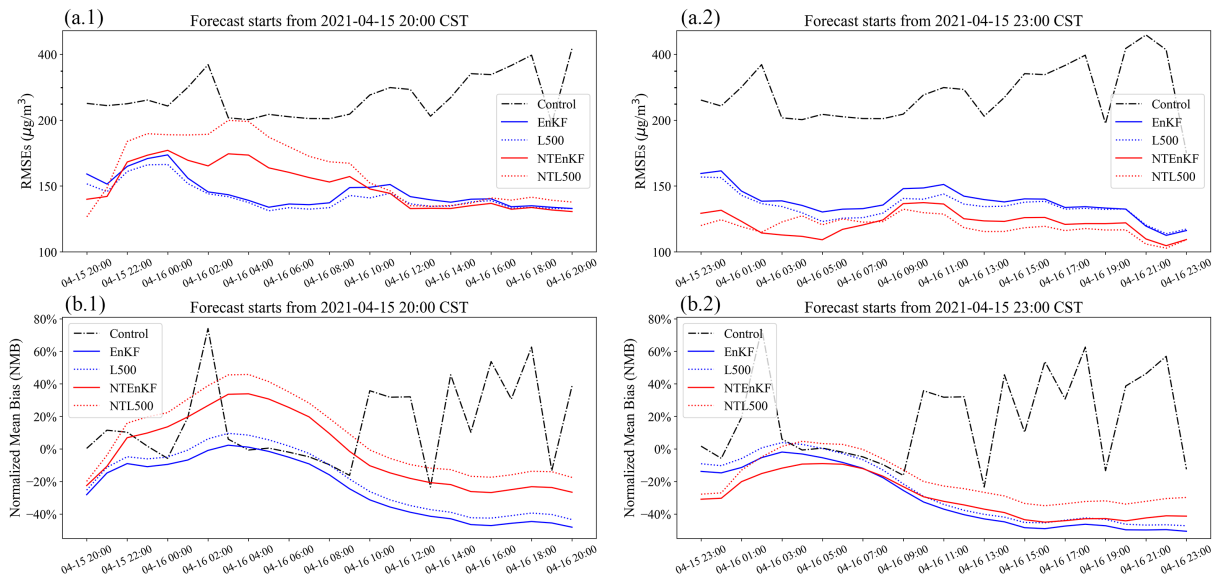 (a.1)
Forecast starts from 2021-04-15 20:00 CST
RMSEs (μg/m³)
400
200
150
100
Control
EnKF
L500
NTEnKF
NTL500
04-15 20:00
04-15 22:00
04-16 00:00
04-16 02:00
04-16 04:00
04-16 06:00
04-16 08:00
04-16 10:00
04-16 12:00
04-16 14:00
04-16 16:00
04-16 18:00
04-16 20:00
(a.2)
Forecast starts from 2021-04-15 23:00 CST
RMSEs (μg/m³)
400
200
150
100
Control
EnKF
L500
NTEnKF
NTL500
04-15 23:00
04-16 01:00
04-16 03:00
04-16 05:00
04-16 07:00
04-16 09:00
04-16 11:00
04-16 13:00
04-16 15:00
04-16 17:00
04-16 19:00
04-16 21:00
04-16 23:00
(b.1)
Forecast starts from 2021-04-15 20:00 CST
Normalized Mean Bias (NMB)
80%
60%
40%
20%
0%
−20%
−40%
Control
EnKF
L500
NTEnKF
NTL500
04-15 20:00
04-15 22:00
04-16 00:00
04-16 02:00
04-16 04:00
04-16 06:00
04-16 08:00
04-16 10:00
04-16 12:00
04-16 14:00
04-16 16:00
04-16 18:00
04-16 20:00
(b.2)
Forecast starts from 2021-04-15 23:00 CST
Normalized Mean Bias (NMB)
80%
60%
40%
20%
0%
−20%
−40%
Control
EnKF
L500
NTEnKF
NTL500
04-15 23:00
04-16 01:00
04-16 03:00
04-16 05:00
04-16 07:00
04-16 09:00
04-16 11:00
04-16 13:00
04-16 15:00
04-16 17:00
04-16 19:00
04-16 21:00
04-16 23:00